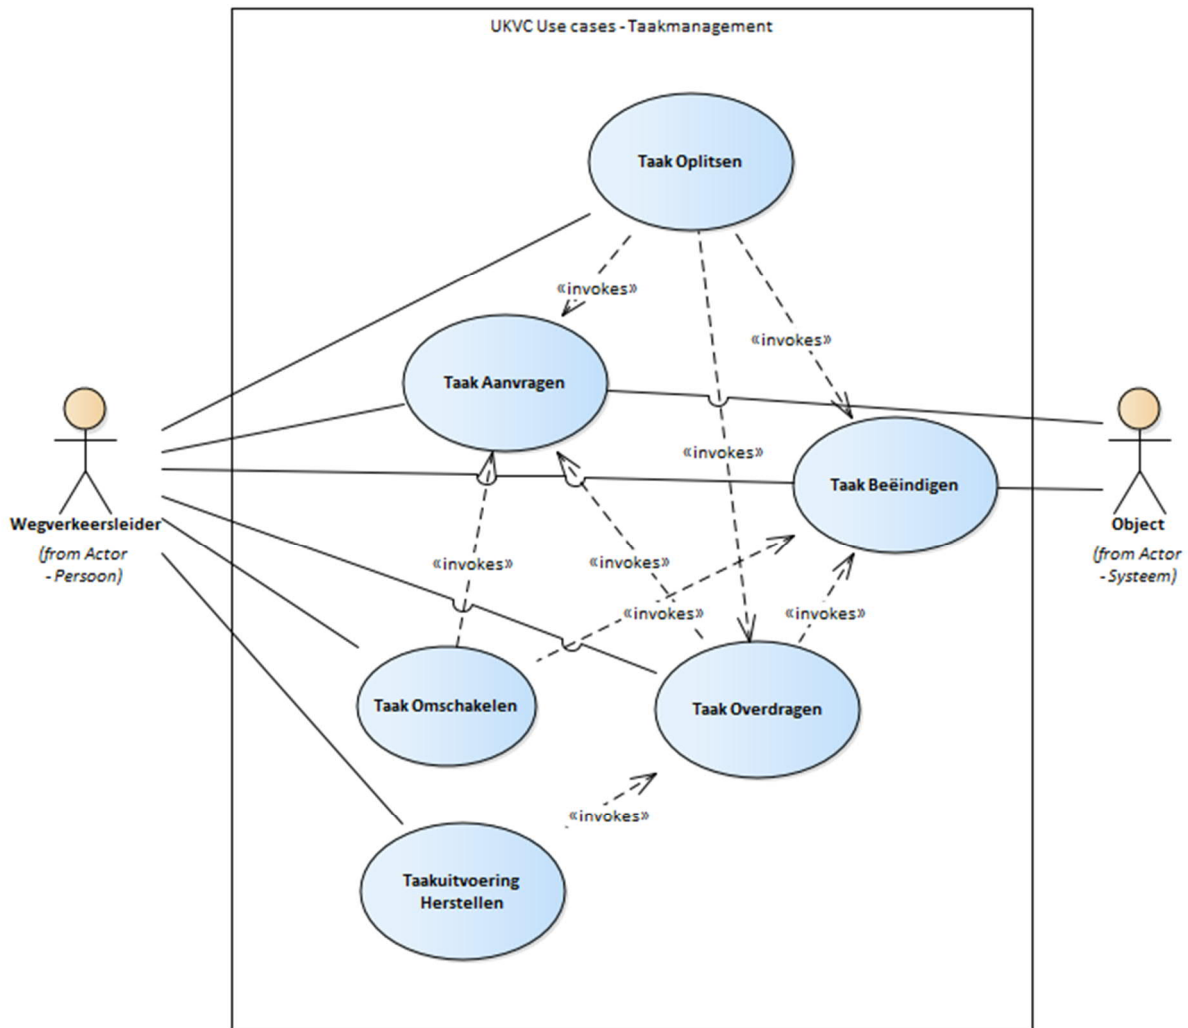 UKVC Use cases - Taakmanagement
Taak Oplitsen
«invokes»
«invokes»
Taak Aanvragen
«invokes»
Taak Beëindigen
Wegverkeersleider
(from Actor
- Persoon)
Object
(from Actor
- Systeem)
«invokes»
«invokes»
«invokes»
«invokes»
Taak Omschakelen
Taak Overdragen
«invokes»
Taakuitvoering
Herstellen